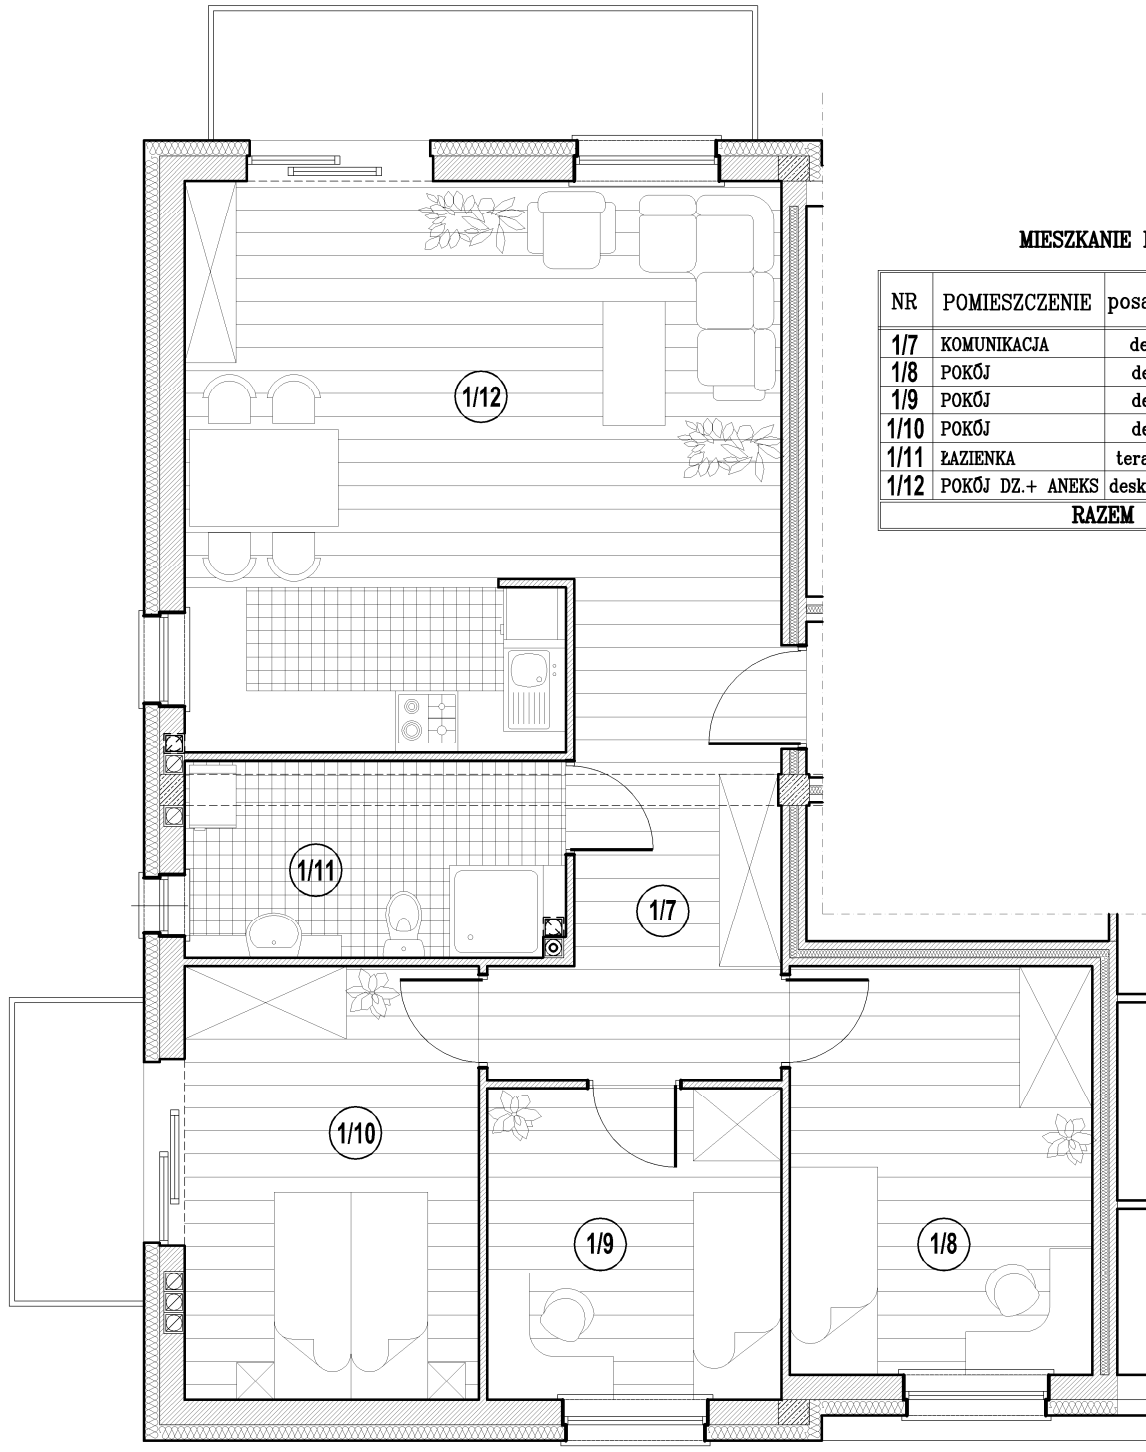 MIESZKANIE
NR POMIESZCZENIE
1/7 KOMUNIKACJA
1/8 POKÓJ
1/9 POKÓJ
1/10 POKÓJ
1/11 ŁAZIENKA
1/12 POKÓJ DZ.+ ANEKS
RAZEM
1/12
1/11
1/7
1/10
1/9
1/8